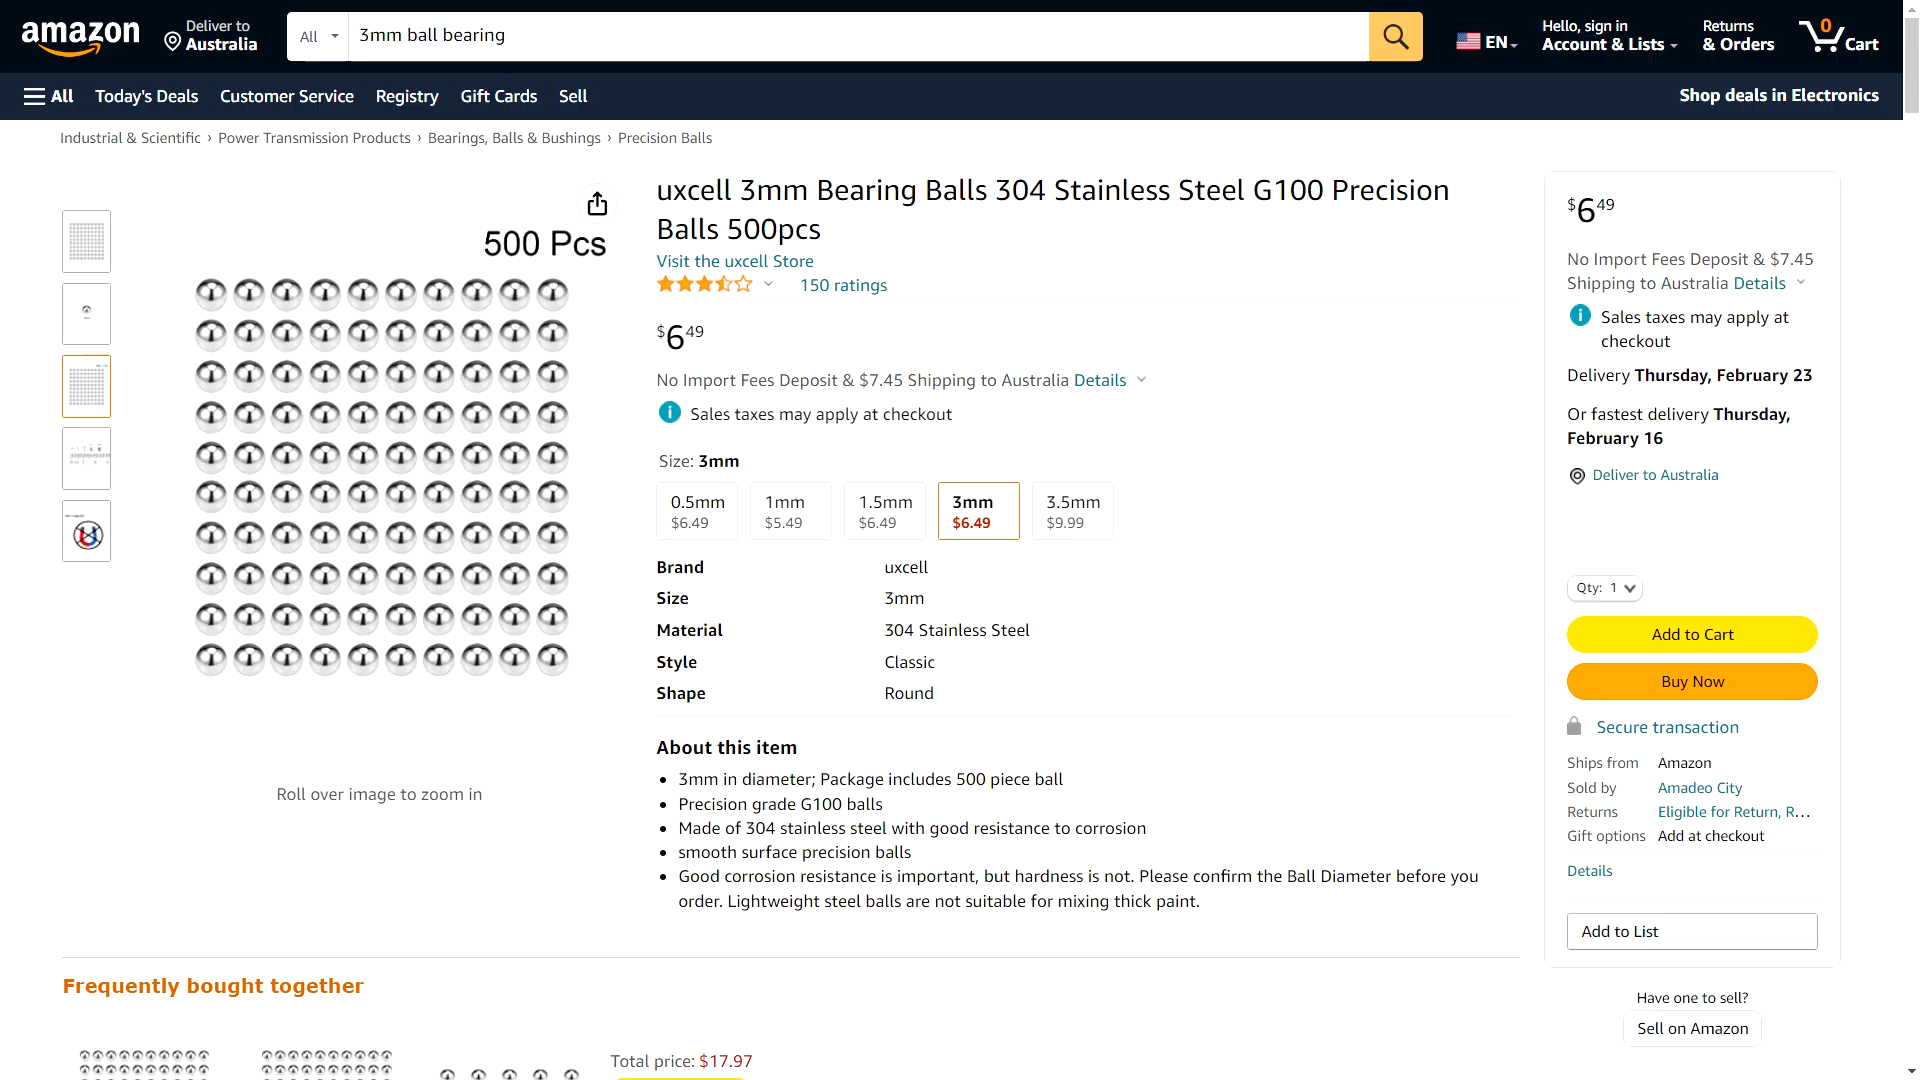 amazon
Deliver to
Australia
All
3mm ball bearing
EN
Hello, sign in
Account & Lists
Returns
& Orders
0
Cart
All
Today's Deals
Customer Service
Registry
Gift Cards
Sell
Shop deals in Electronics
Industrial & Scientific › Power Transmission Products › Bearings, Balls & Bushings › Precision Balls
500 Pcs
Roll over image to zoom in
uxcell 3mm Bearing Balls 304 Stainless Steel G100 Precision
Balls 500pcs
Visit the uxcell Store
150 ratings
$6 49
No Import Fees Deposit & $7.45 Shipping to Australia Details
Sales taxes may apply at checkout
Size: 3mm
0.5mm
$6.49
1mm
$5.49
1.5mm
$6.49
3mm
$6.49
3.5mm
$9.99
Brand uxcell
Size 3mm
Material 304 Stainless Steel
Style Classic
Shape Round
About this item
• 3mm in diameter; Package includes 500 piece ball
• Precision grade G100 balls
• Made of 304 stainless steel with good resistance to corrosion
• smooth surface precision balls
• Good corrosion resistance is important, but hardness is not. Please confirm the Ball Diameter before you
order. Lightweight steel balls are not suitable for mixing thick paint.
$6 49
No Import Fees Deposit & $7.45
Shipping to Australia Details
Sales taxes may apply at
checkout
Delivery Thursday, February 23
Or fastest delivery Thursday,
February 16
Deliver to Australia
Qty: 1
Add to Cart
Buy Now
Secure transaction
Ships from Amazon
Sold by Amadeo City
Returns Eligible for Return, R…
Gift options Add at checkout
Details
Add to List
Have one to sell?
Sell on Amazon
Frequently bought together
Total price: $17.97